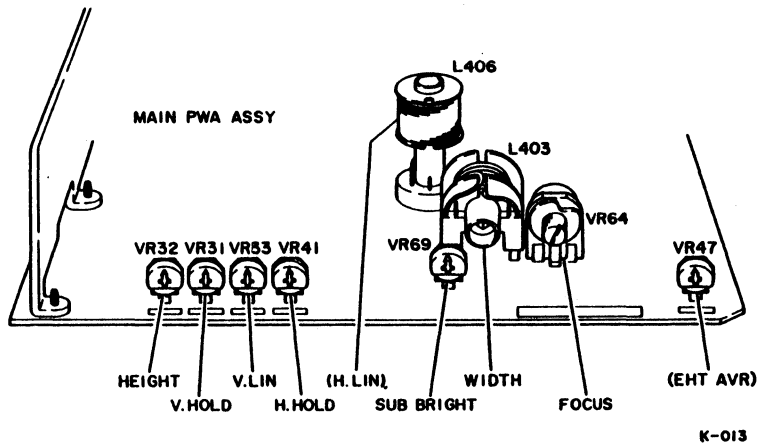 L406
MAIN PWA ASSY
L403
VR64
VR32 VR31 VR53 VR41
VR69
VR47
HEIGHT
V.LIN
(H.LIN)
WIDTH
(EHT AVR)
V.HOLD
H.HOLD
SUB BRIGHT
FOCUS
K-013